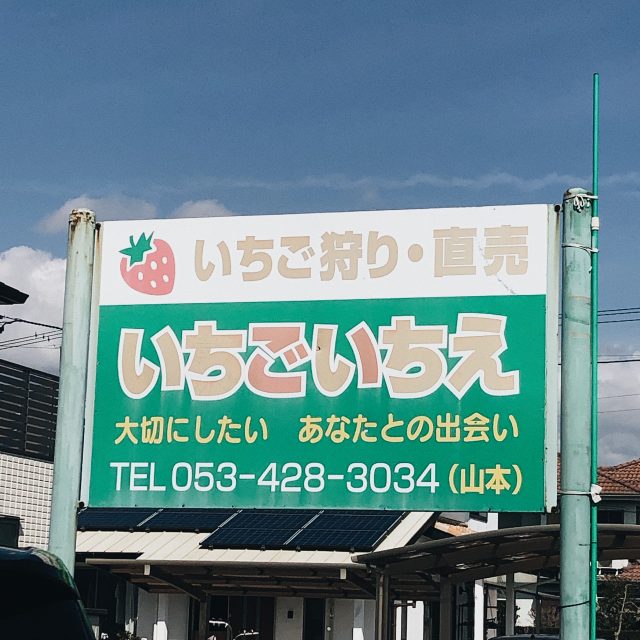 いちご狩り・直売
いちごいちえ
大切にしたい あなたとの出会い
TEL 053-428-3034(山本)